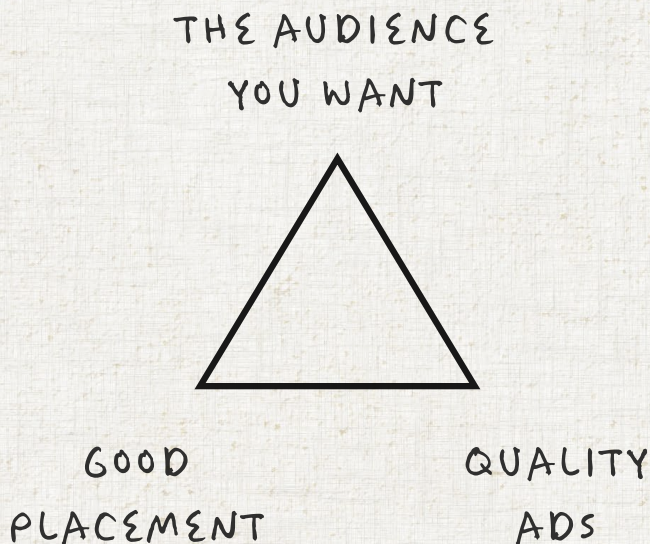 THE AUDIENCE
YOU WANT
GOOD
PLACEMENT
QUALITY
ADS